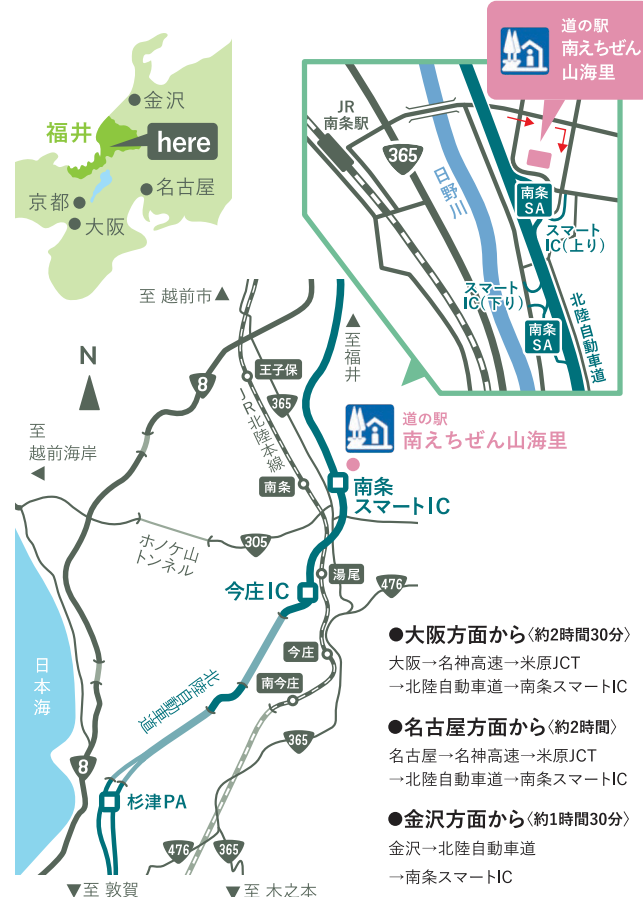 道の駅
南えちぜん
山海里
金沢
福井
here
名古屋
京都
大阪
JR
南条駅
365
日野川
南条
SA
スマート
IC(上り)
スマート
IC(下り)
南条
SA
北陸自動車道
至 越前市▲
▲至福井
N
8
王子保
365
JR北陸本線
至
越前海岸
◀
道の駅
南えちぜん山海里
南条
南条
スマートIC
305
ホノケ山
トンネル
湯尾
476
今庄IC
今庄
南今庄
北陸自動車道
日本海
365
8
杉津PA
476
365
▼至 敦賀
▼至 木之本
●大阪方面から〈約2時間30分〉
大阪→名神高速→米原JCT
→北陸自動車道→南条スマートIC
●名古屋方面から〈約2時間〉
名古屋→名神高速→米原JCT
→北陸自動車道→南条スマートIC
●金沢方面から〈約1時間30分〉
金沢→北陸自動車道
→南条スマートIC